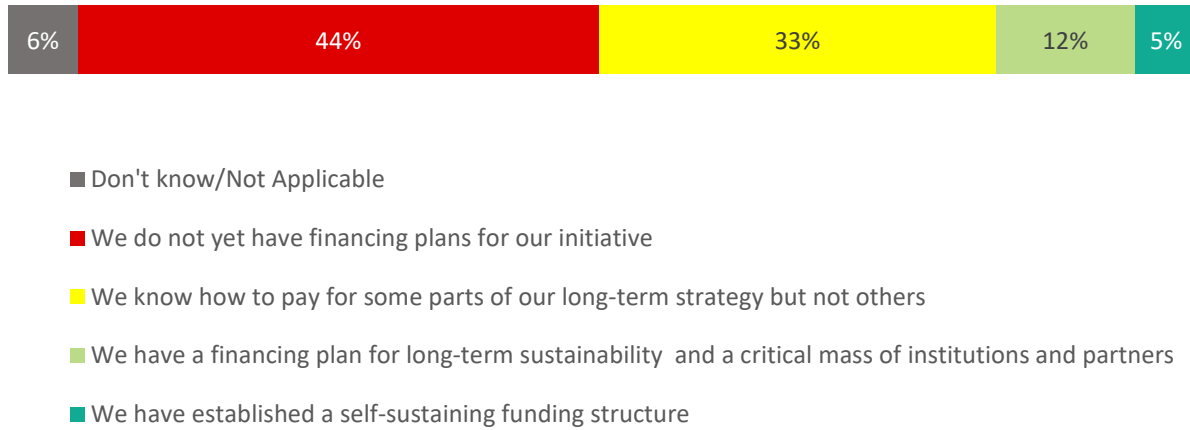 6% 44% 33% 12% 5%
Don't know/Not Applicable
We do not yet have financing plans for our initiative
We know how to pay for some parts of our long-term strategy but not others
We have a financing plan for long-term sustainability  and a critical mass of institutions and partners
We have established a self-sustaining funding structure